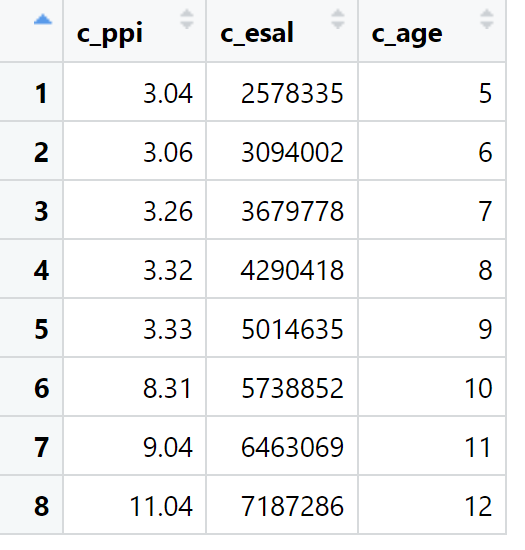 c_ppi c_esal c_age
1 3.04 2578335 5
2 3.06 3094002 6
3 3.26 3679778 7
4 3.32 4290418 8
5 3.33 5014635 9
6 8.31 5738852 10
7 9.04 6463069 11
8 11.04 7187286 12